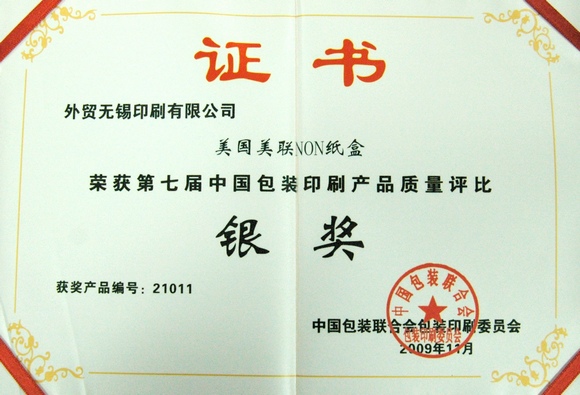 证书
外贸无锡印刷有限公司
美国美联NON纸盒
荣获第七届中国包装印刷产品质量评比
银奖
获奖产品编号：21011
中国包装联合会
包装印刷委员会
中国包装联合会包装印刷委员会
2009年11月